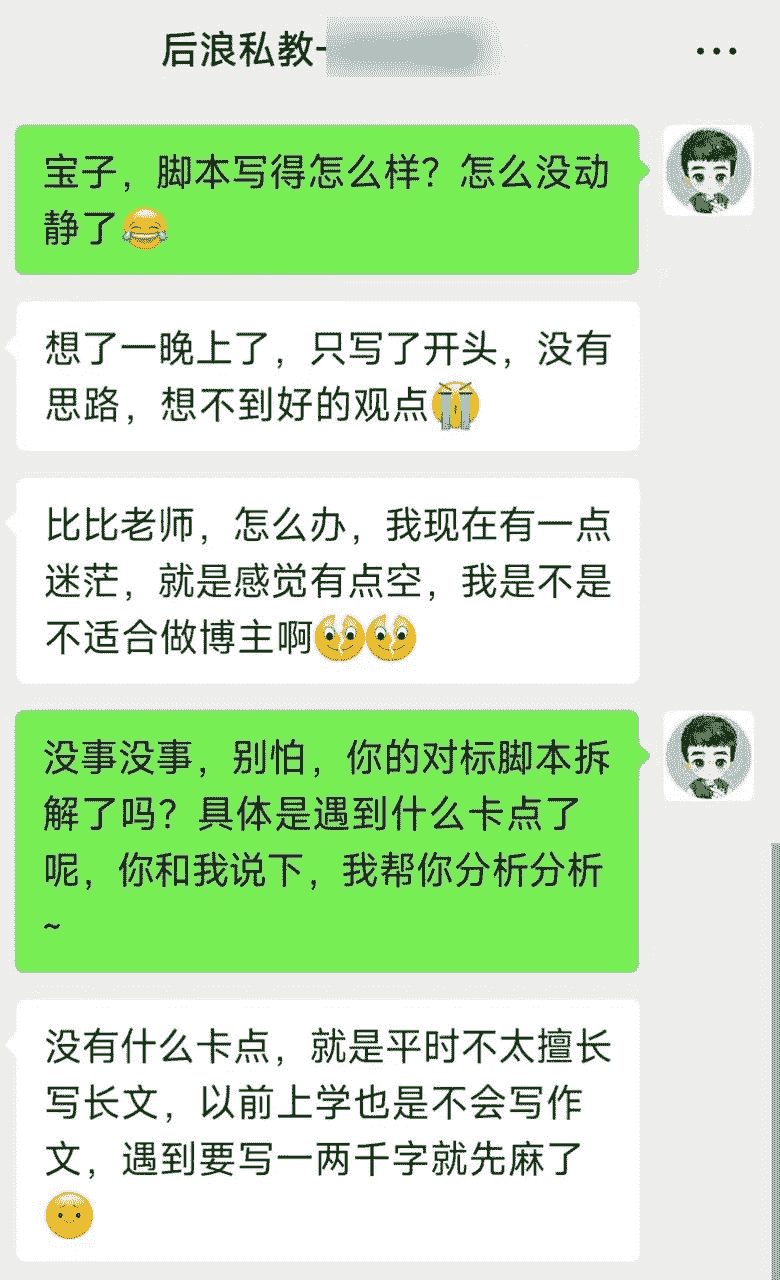 后浪私教-
宝子，脚本写得怎么样？怎么没动
静了😂
想了一晚上了，只写了开头，没有
思路，想不到好的观点😭
比比老师，怎么办，我现在有一点
迷茫，就是感觉有点空，我是不是
不适合做博主啊
没事没事，别怕，你的对标脚本拆
解了吗？具体是遇到什么卡点了
呢，你和我说下，我帮你分析分析
~
没有什么卡点，就是平时不太擅长
写长文，以前上学也是不会写作
文，遇到要写一两千字就先麻了